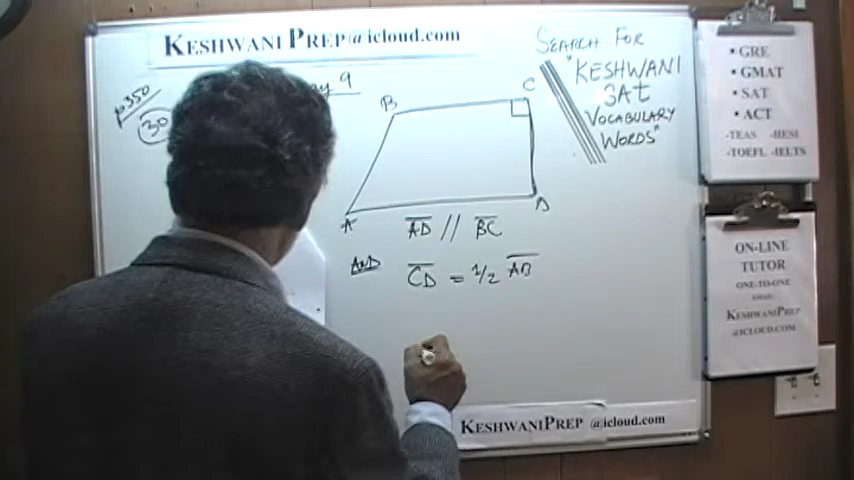 KESHWANI PREP@icloud.com
9
p350
30
SEARCH FOR
"KESHWANI
SAT
VOCABULARY
WORDS"
B
C
A
D
AD // BC
AND
CD = 1/2 AB
• GRE
• GMAT
• SAT
• ACT
-TEAS -HESI
-TOEFL -IELTS
ON-LINE
TUTOR
ONE-TO-ONE
KESHWANIPREP
@ICLOUD.COM
KESHWANIPREP @icloud.com